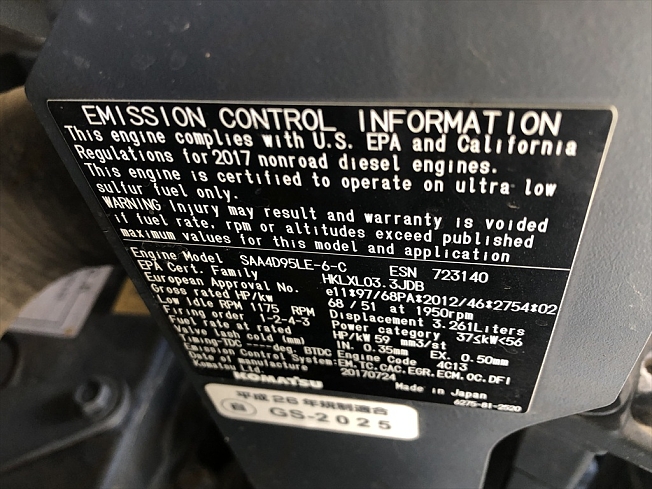 EMISSION CONTROL INFORMATION
This engine complies with U.S. EPA and California
Regulations for 2017 nonroad diesel engines.
This engine is certified to operate on ultra low
sulfur fuel only.
WARNING Injury may result and warranty is voided
if fuel rate, rpm or altitudes exceed published
maximum values for this model and application
Engine Model SAA4D95LE-6-C ESN 723140
EPA Cert. Family HKLXL03.3JDB
European Approval No. e11*97/68PA*2012/46*2754*02
Gross rated HP/kw 68 / 51 at 1950rpm
Low idle RPM 1175 RPM Displacement 3.261Liters
Firing order 1-2-4-3 Power category 37≤kW<56
Fuel rate at rated HP/kW 59 mm3/st
Valve lash cold (mm) IN. 0.35mm EX. 0.50mm
Timing-TDC deg. BTDC Engine Code 4C13
Emission Control System:EM.TC.CAC.EGR.ECM.OC.DFI
Date of manufacture 20170724
Komatsu Ltd. Made in Japan
KOMATSU 6275-81-2520
平成26年規制適合
GS-2025